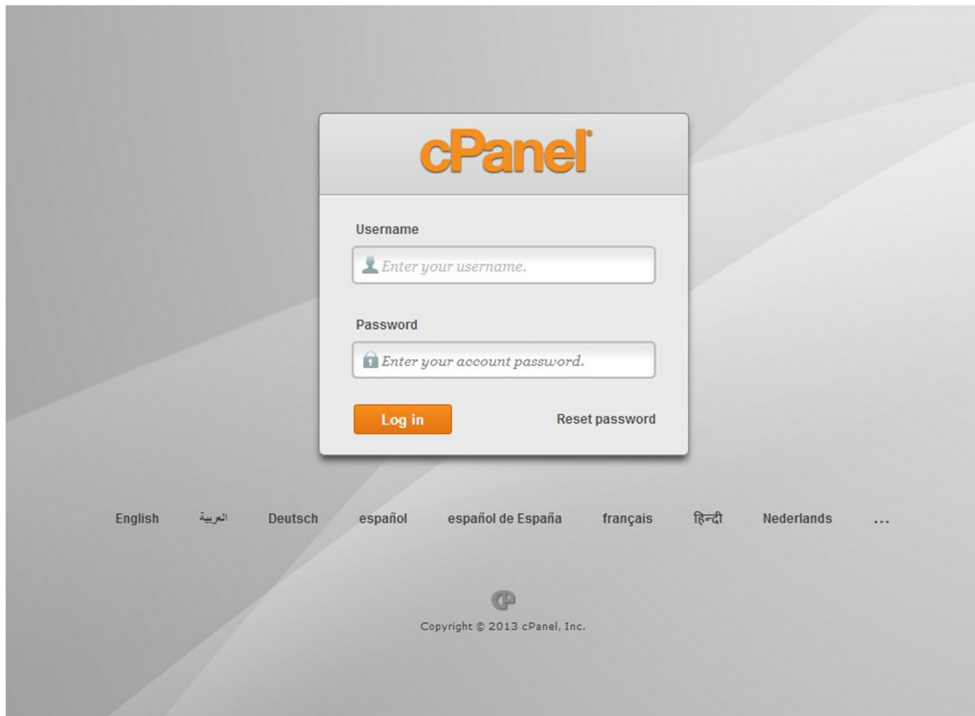 cPanel®
Username
Enter your username.
Password
Enter your account password.
Log in Reset password
English العربية Deutsch español español de España français हिन्दी Nederlands ...
cP
Copyright © 2013 cPanel, Inc.